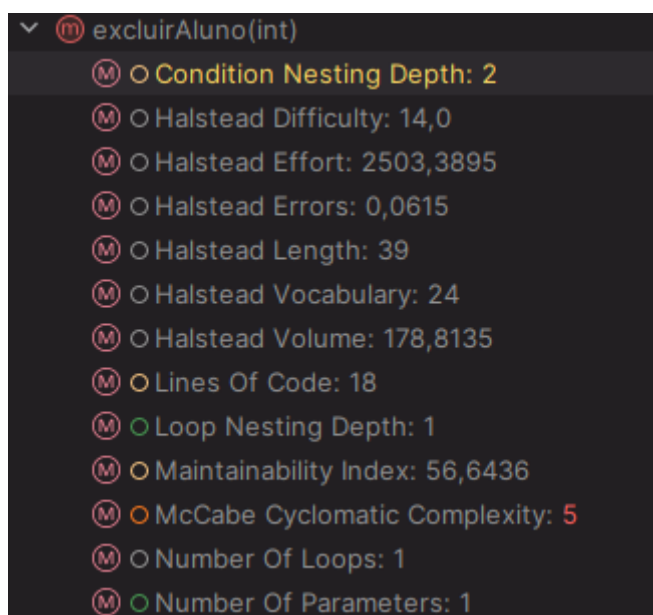 excluirAluno(int)
Condition Nesting Depth: 2
Halstead Difficulty: 14,0
Halstead Effort: 2503,3895
Halstead Errors: 0,0615
Halstead Length: 39
Halstead Vocabulary: 24
Halstead Volume: 178,8135
Lines Of Code: 18
Loop Nesting Depth: 1
Maintainability Index: 56,6436
McCabe Cyclomatic Complexity: 5
Number Of Loops: 1
Number Of Parameters: 1